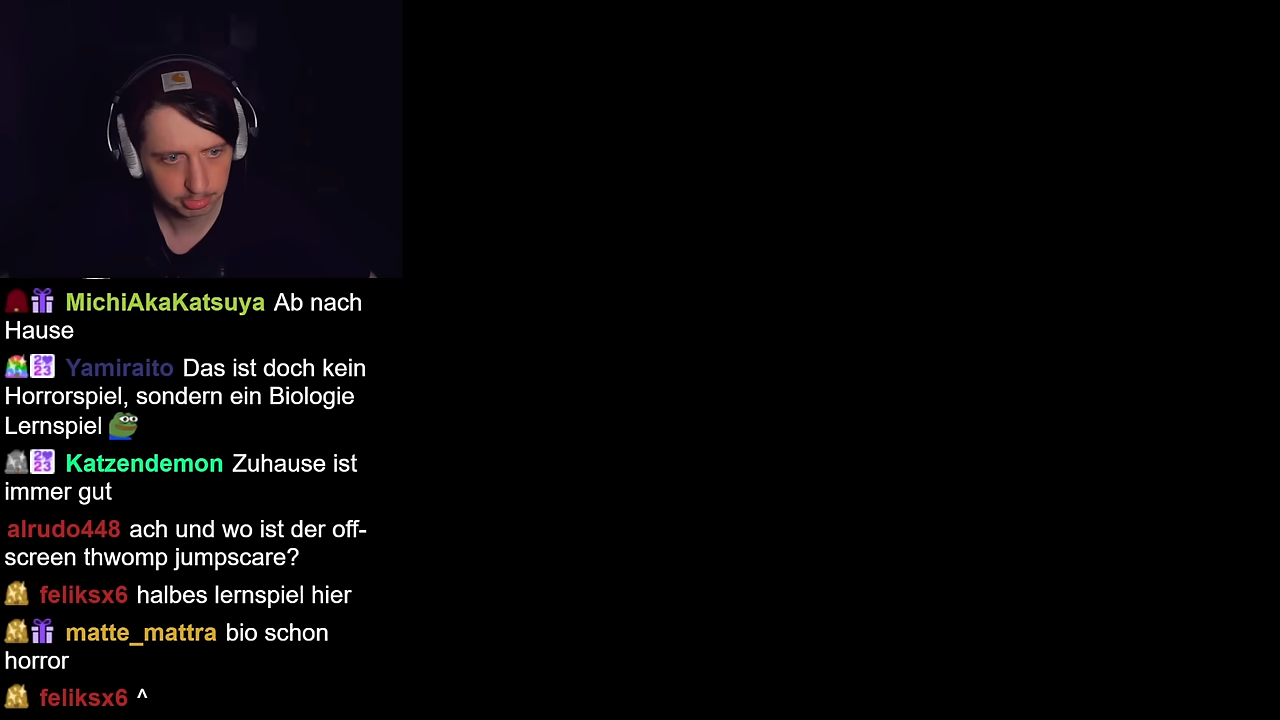 MichiAkaKatsuya Ab nach
Hause
Yamiraito Das ist doch kein
Horrorspiel, sondern ein Biologie
Lernspiel
Katzendemon Zuhause ist
immer gut
alrudo448 ach und wo ist der off-
screen thwomp jumpscare?
feliksx6 halbes lernspiel hier
matte_mattra bio schon
horror
feliksx6 ^